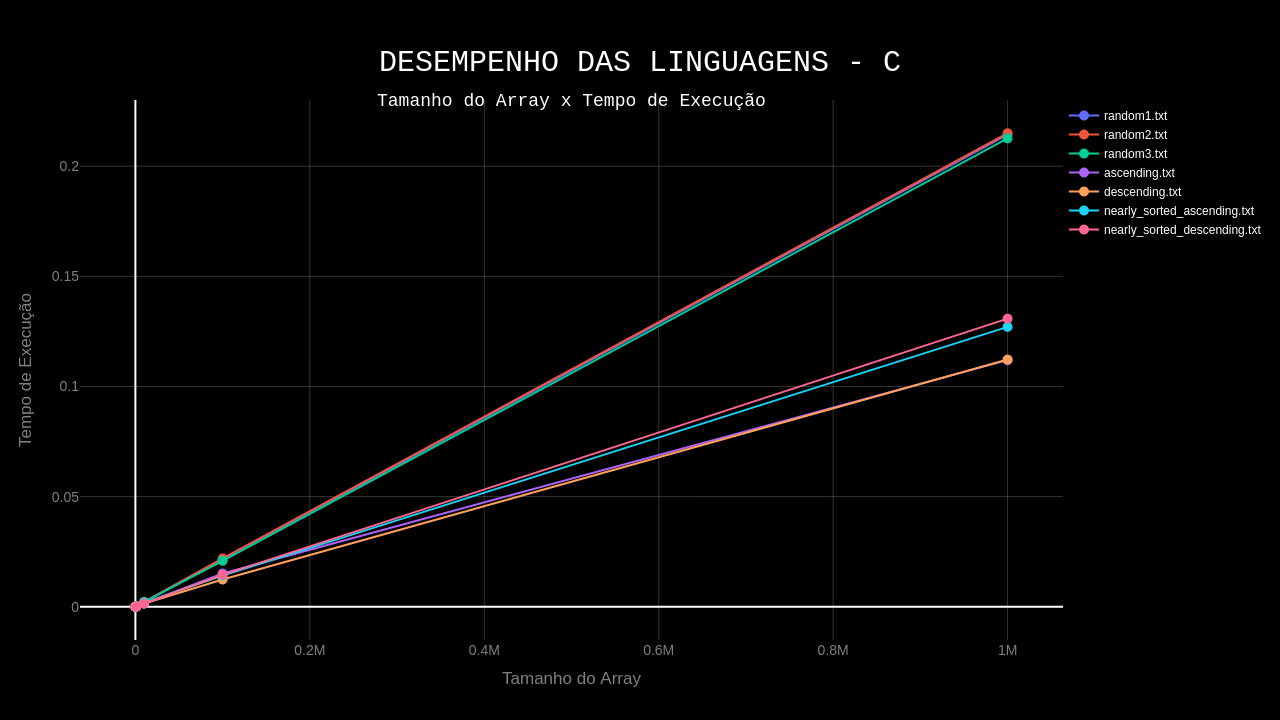 DESEMPENHO DAS LINGUAGENS - C
Tamanho do Array x Tempo de Execução
random1.txt
random2.txt
random3.txt
ascending.txt
descending.txt
nearly_sorted_ascending.txt
nearly_sorted_descending.txt
Tempo de Execução
0.2
0.15
0.1
0.05
0
0 0.2M 0.4M 0.6M 0.8M 1M
Tamanho do Array